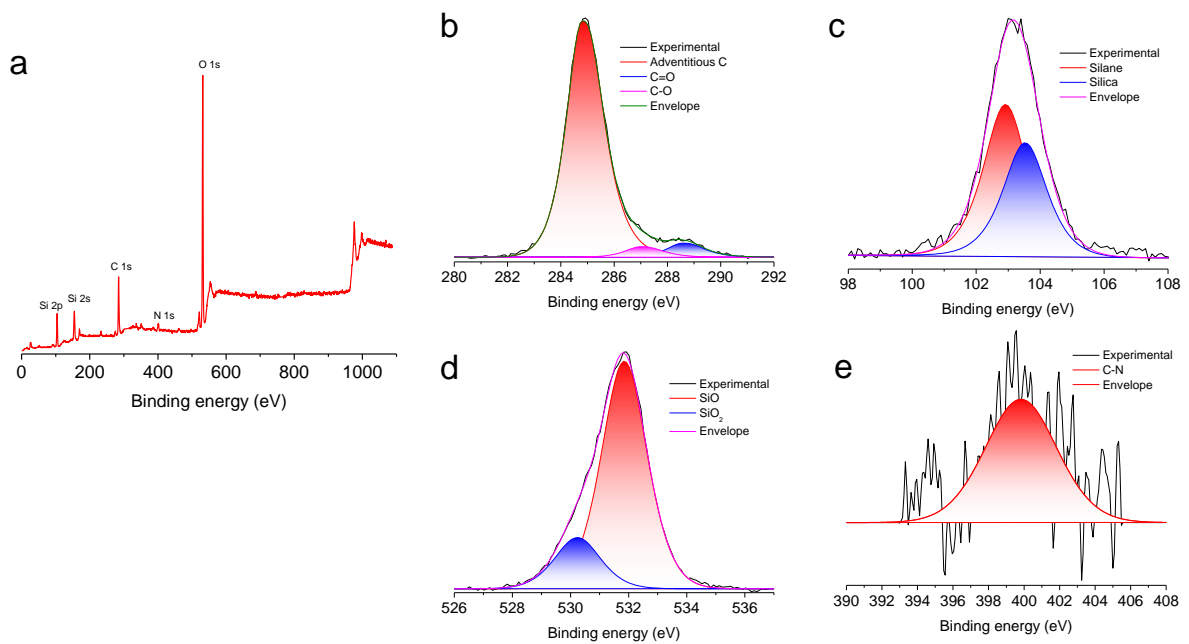 a
O 1s
C 1s
Si 2p
Si 2s
N 1s
0 200 400 600 800 1000
Binding energy (eV)
b
Experimental
Adventitious C
C=O
C-O
Envelope
280 282 284 286 288 290 292
Binding energy (eV)
c
Experimental
Silane
Silica
Envelope
98 100 102 104 106 108
Binding energy (eV)
d
Experimental
SiO
SiO₂
Envelope
526 528 530 532 534 536
Binding energy (eV)
e
Experimental
C-N
Envelope
390 392 394 396 398 400 402 404 406 408
Binding energy (eV)